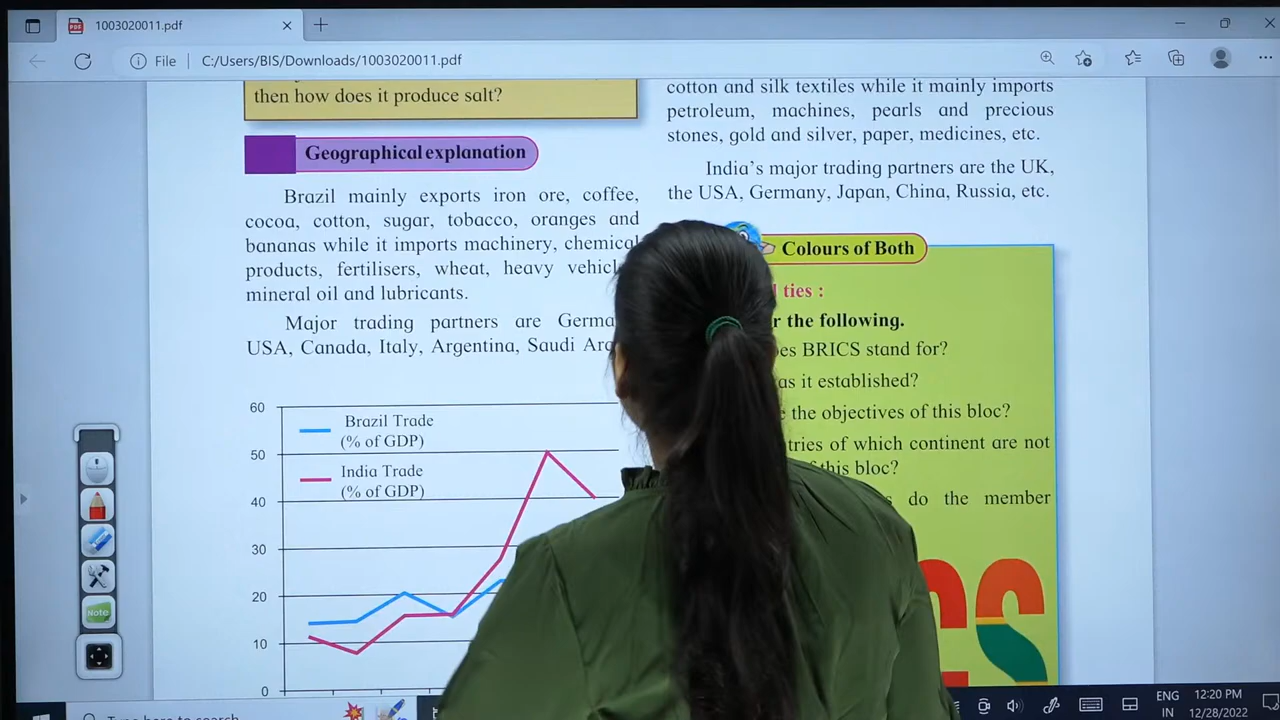 1003020011.pdf
File
C:/Users/BIS/Downloads/1003020011.pdf
then how does it produce salt?
Geographical explanation
Brazil mainly exports iron ore, coffee,
cocoa, cotton, sugar, tobacco, oranges and
bananas while it imports machinery, chemical
products, fertilisers, wheat, heavy
mineral oil and lubricants.
Major trading partners are
USA, Canada, Italy, Argentina, Saudi
60
Brazil Trade
(% of GDP)
50
India Trade
(% of GDP)
40
30
20
10
0
cotton and silk textiles while it mainly imports
petroleum, machines, pearls and precious
stones, gold and silver, paper, medicines, etc.
India's major trading partners are the UK,
the USA, Germany, Japan, China, Russia, etc.
Colours of Both
ties :
the following.
BRICS stand for?
it established?
the objectives of this bloc?
of which continent are not
this bloc?
do the member
CS
Note
Type here to search
ENG
IN
12:20 PM
12/28/2022